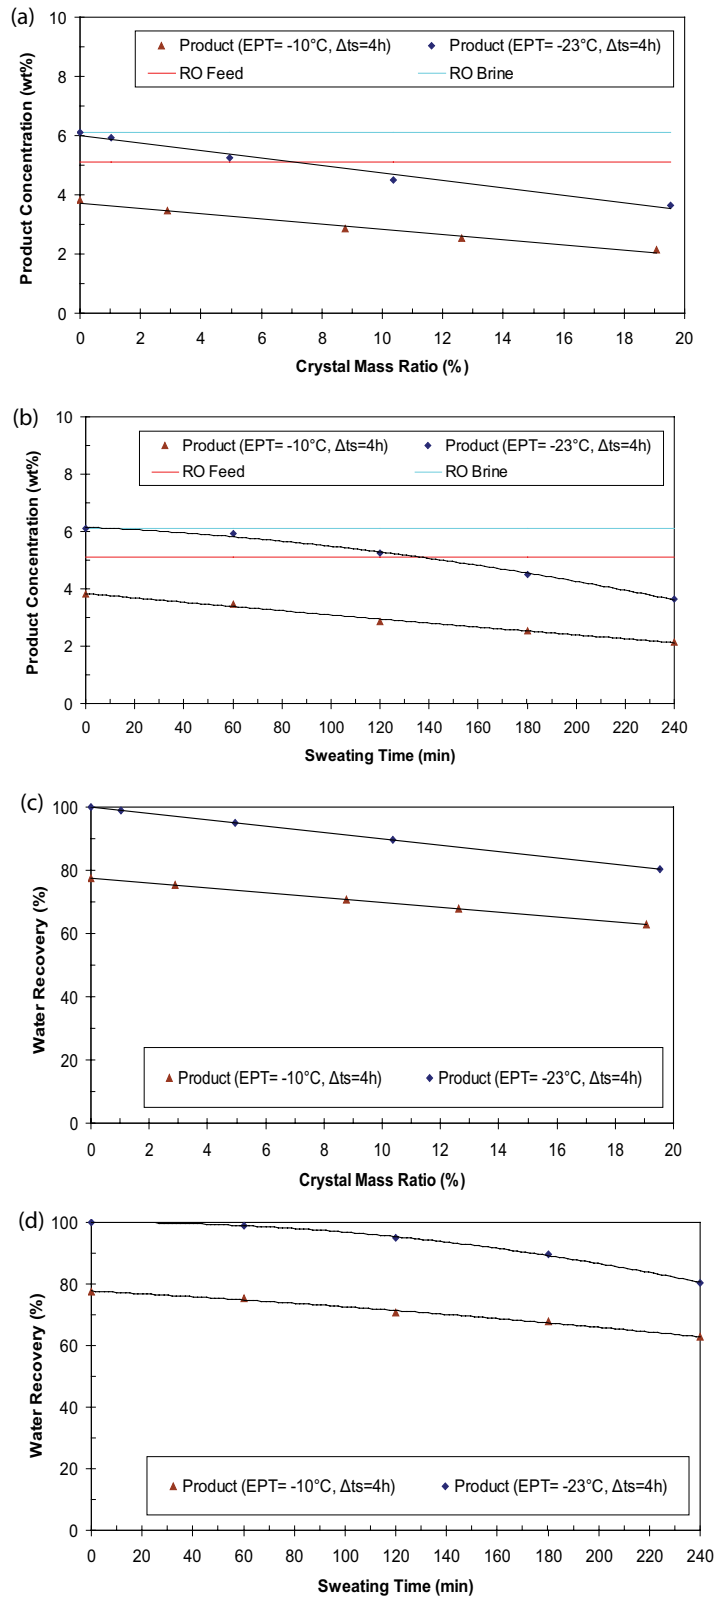 (a)
10
8
6
4
2
0
Product Concentration (wt%)
Product (EPT= -10°C, Δts=4h) Product (EPT= -23°C, Δts=4h)
RO Feed RO Brine
0 2 4 6 8 10 12 14 16 18 20
Crystal Mass Ratio (%)
(b)
10
8
6
4
2
0
Product Concentration (wt%)
Product (EPT= -10°C, Δts=4h) Product (EPT= -23°C, Δts=4h)
RO Feed RO Brine
0 20 40 60 80 100 120 140 160 180 200 220 240
Sweating Time (min)
(c)
100
80
60
40
20
0
Water Recovery (%)
Product (EPT= -10°C, Δts=4h) Product (EPT= -23°C, Δts=4h)
0 2 4 6 8 10 12 14 16 18 20
Crystal Mass Ratio (%)
(d)
100
80
60
40
20
0
Water Recovery (%)
Product (EPT= -10°C, Δts=4h) Product (EPT= -23°C, Δts=4h)
0 20 40 60 80 100 120 140 160 180 200 220 240
Sweating Time (min)